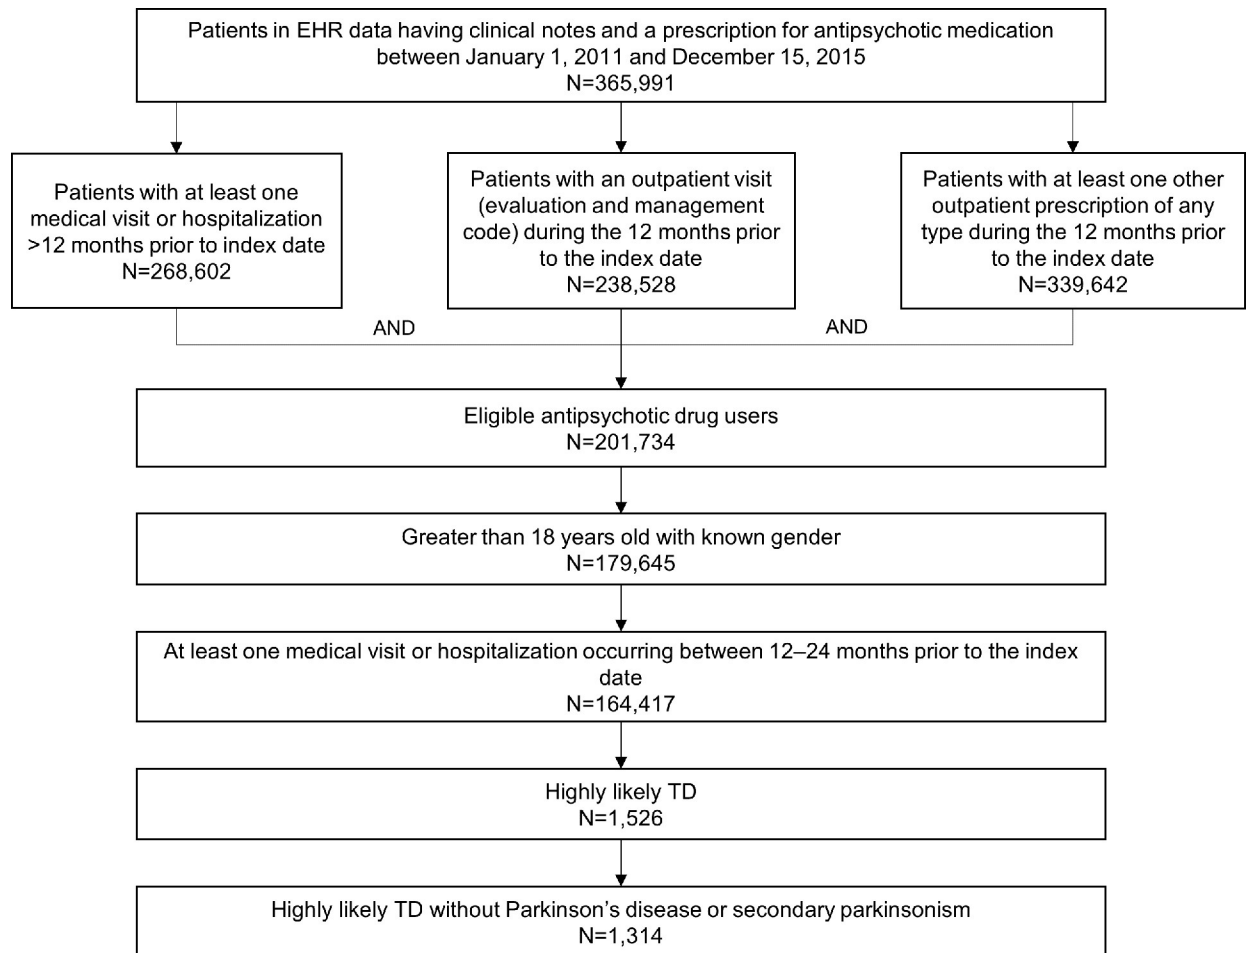 Patients in EHR data having clinical notes and a prescription for antipsychotic medication
between January 1, 2011 and December 15, 2015
N=365,991
Patients with at least one
medical visit or hospitalization
>12 months prior to index date
N=268,602
Patients with an outpatient visit
(evaluation and management
code) during the 12 months prior
to the index date
N=238,528
Patients with at least one other
outpatient prescription of any
type during the 12 months prior
to the index date
N=339,642
AND
AND
Eligible antipsychotic drug users
N=201,734
Greater than 18 years old with known gender
N=179,645
At least one medical visit or hospitalization occurring between 12–24 months prior to the index
date
N=164,417
Highly likely TD
N=1,526
Highly likely TD without Parkinson’s disease or secondary parkinsonism
N=1,314